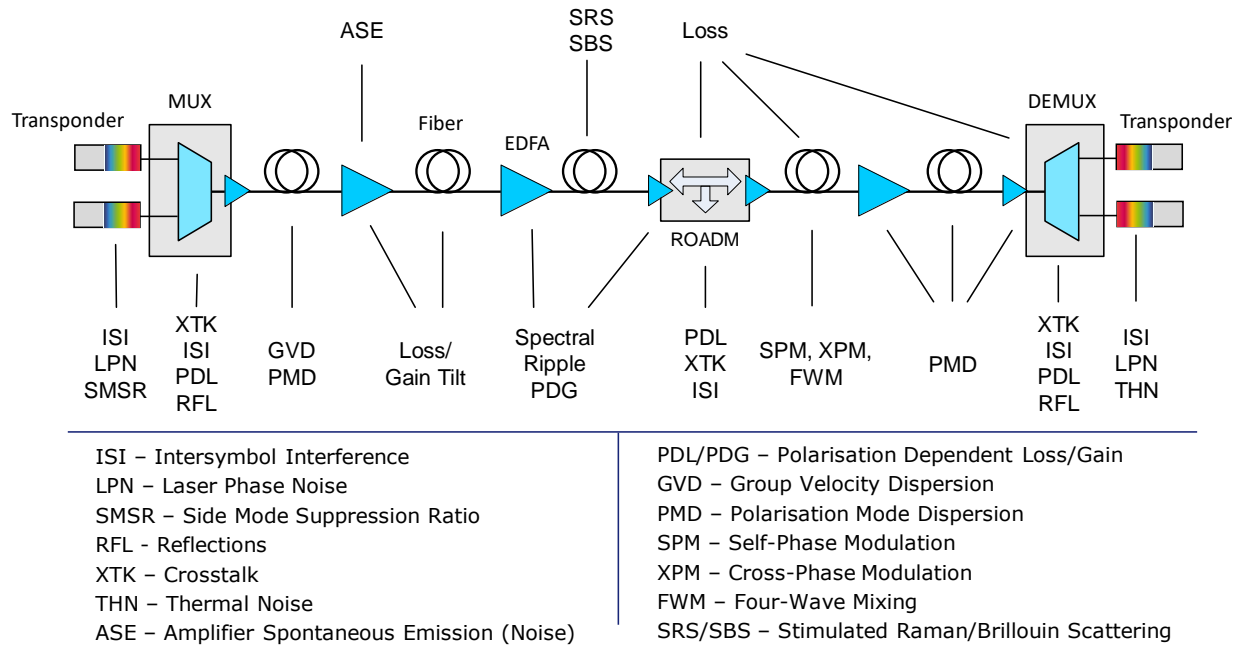 SRS
SBS
ASE
Loss
MUX
DEMUX
Transponder
Fiber
EDFA
Transponder
ROADM
ISI
LPN
SMSR
XTK
ISI
PDL
RFL
GVD
PMD
Loss/
Gain Tilt
Spectral
Ripple
PDG
PDL
XTK
ISI
SPM, XPM,
FWM
PMD
XTK
ISI
PDL
RFL
ISI
LPN
THN
ISI – Intersymbol Interference
LPN – Laser Phase Noise
SMSR – Side Mode Suppression Ratio
RFL - Reflections
XTK – Crosstalk
THN – Thermal Noise
ASE – Amplifier Spontaneous Emission (Noise)
PDL/PDG – Polarisation Dependent Loss/Gain
GVD – Group Velocity Dispersion
PMD – Polarisation Mode Dispersion
SPM – Self-Phase Modulation
XPM – Cross-Phase Modulation
FWM – Four-Wave Mixing
SRS/SBS – Stimulated Raman/Brillouin Scattering